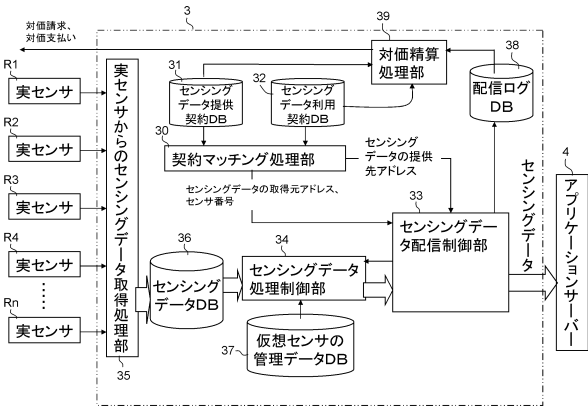 対価請求、
対価支払い
3
39
対価精算
処理部
38
配信ログ
DB
31
センシング
データ提供
契約DB
32
センシング
データ利用
契約DB
R1
実センサ
R2
実センサ
R3
実センサ
R4
実センサ
Rn
実センサ
実センサからのセンシングデータ取得処理部
35
30
契約マッチング処理部
センシング
データの提供
先アドレス
センシングデータの取得元アドレス、
センサ番号
33
センシングデー
タ配信制御部
センシングデータ
4
アプリケーションサーバー
36
センシング
データDB
34
センシングデータ
処理制御部
37
仮想センサの
管理データDB